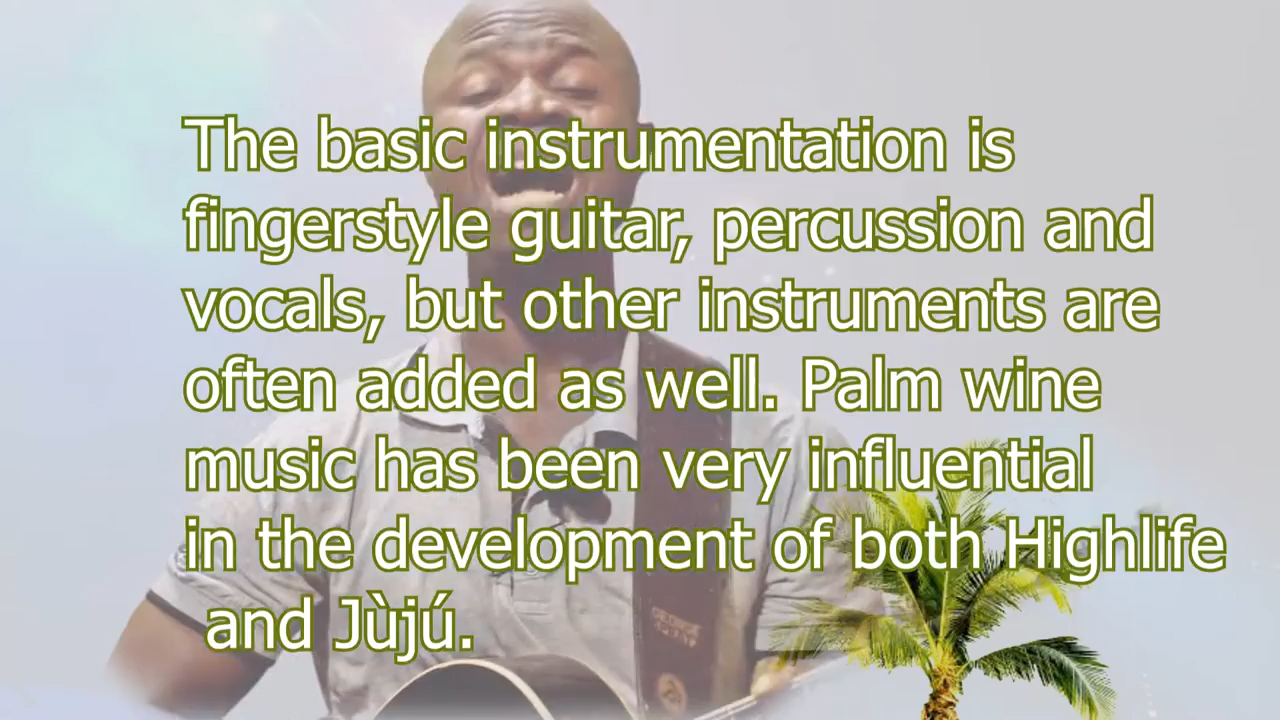 The basic instrumentation is
fingerstyle guitar, percussion and
vocals, but other instruments are
often added as well. Palm wine
music has been very influential
in the development of both Highlife
and Jùjú.
GEORGE